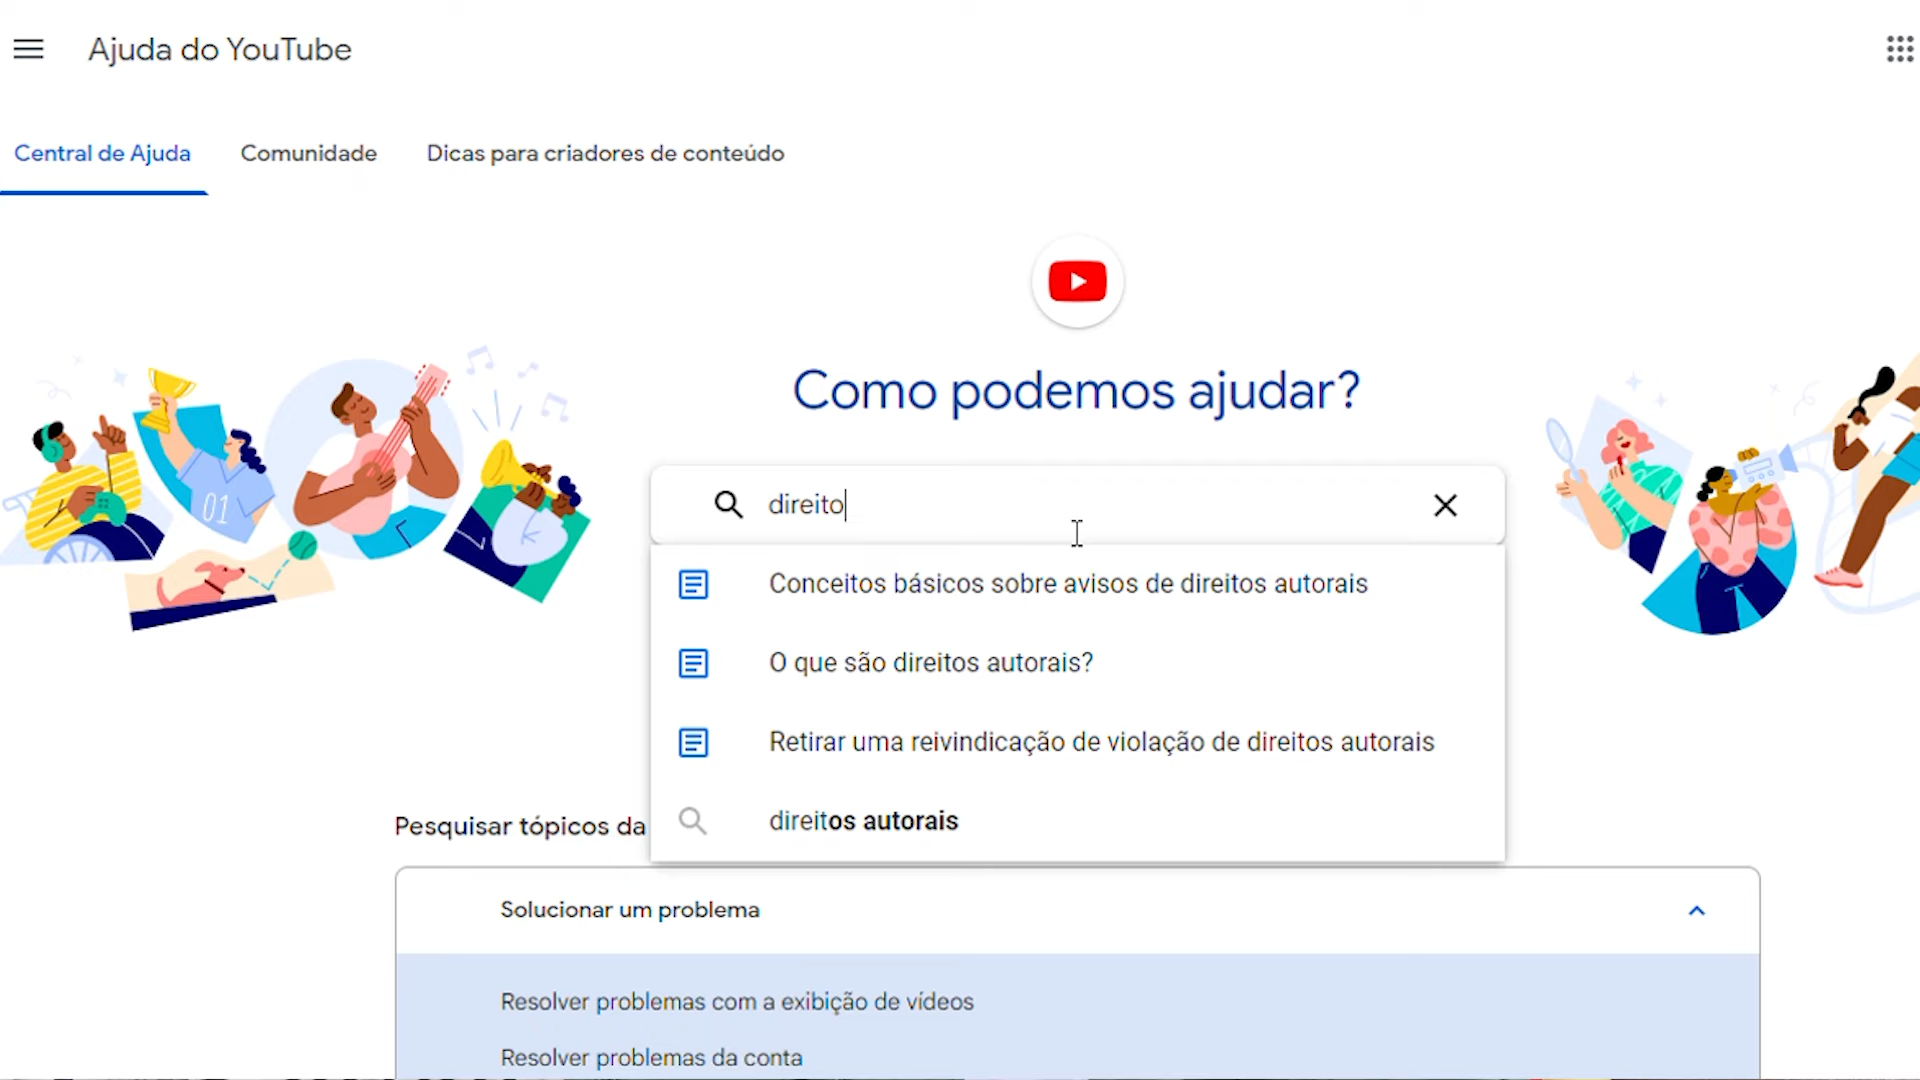 Ajuda do YouTube
Central de Ajuda
Comunidade
Dicas para criadores de conteúdo
01
Como podemos ajudar?
direito
Conceitos básicos sobre avisos de direitos autorais
O que são direitos autorais?
Retirar uma reivindicação de violação de direitos autorais
direitos autorais
Pesquisar tópicos da
Solucionar um problema
Resolver problemas com a exibição de vídeos
Resolver problemas da conta